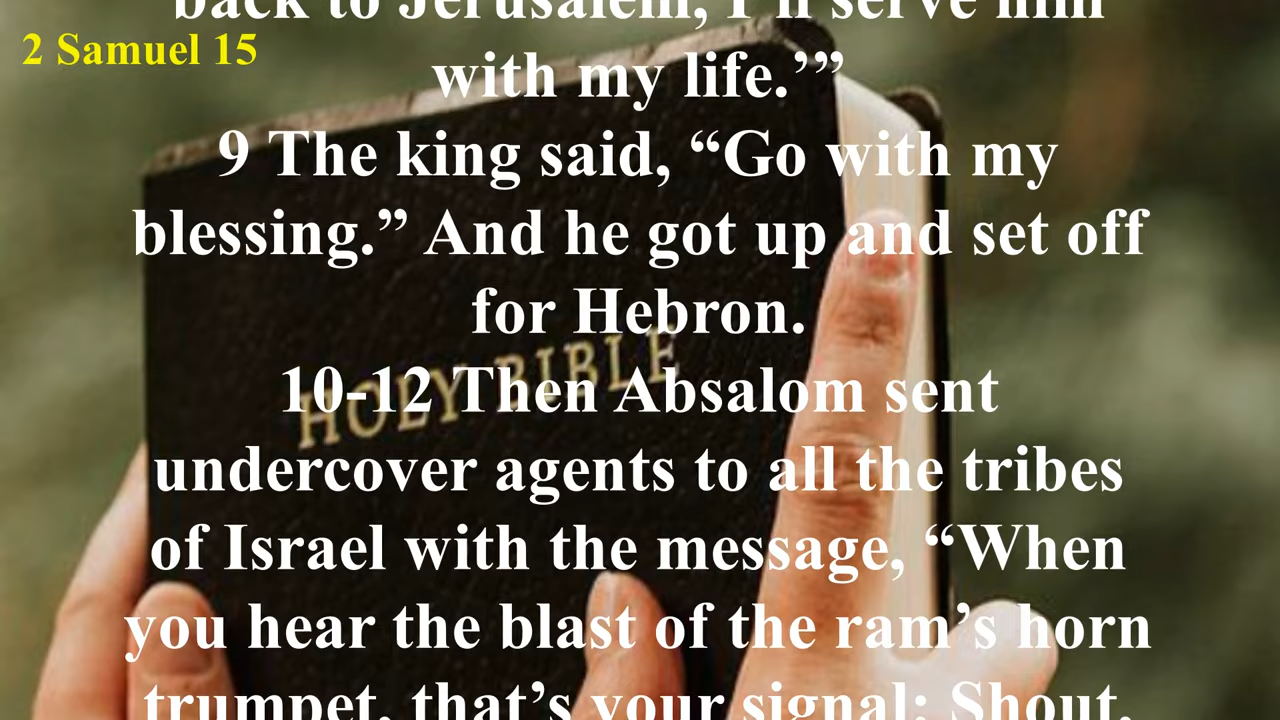 back to Jerusalem, I'll serve him
2 Samuel 15
with my life.’”
9 The king said, “Go with my
blessing.” And he got up and set off
for Hebron.
HOLY BIBLE
10-12 Then Absalom sent
undercover agents to all the tribes
of Israel with the message, “When
you hear the blast of the ram’s horn
trumpet, that’s your signal: Shout,